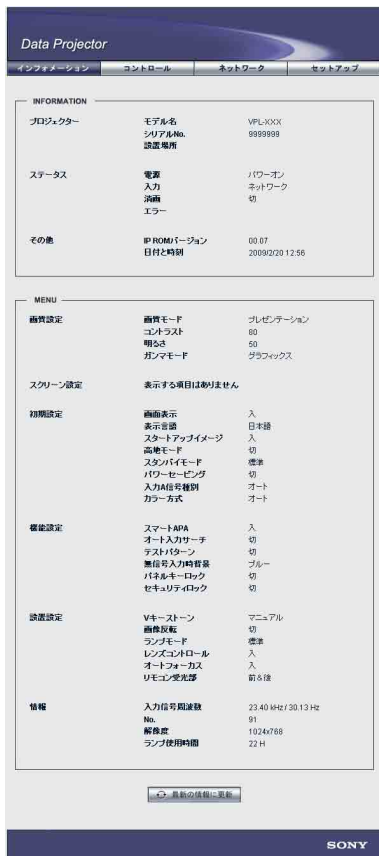 Data Projector
インフォメーション コントロール ネットワーク セットアップ
INFORMATION
プロジェクター モデル名 VPL-XXX
シリアルNo. 9999999
設置場所
ステータス 電源 パワーオン
入力 ネットワーク
消画 切
エラー
その他 IP ROMバージョン 00.07
日付と時刻 2009/2/20 12:56
MENU
画質設定 画質モード プレゼンテーション
コントラスト 80
明るさ 50
ガンマモード グラフィックス
スクリーン設定 表示する項目はありません
初期設定 画面表示 入
表示言語 日本語
スタートアップイメージ 入
高地モード 切
スタンバイモード 標準
パワーセービング 切
入力A信号種別 オート
カラー方式 オート
機能設定 スマートAPA 入
オート入力サーチ 切
テストパターン 切
無信号入力時背景 ブルー
パネルキーロック 切
セキュリティロック 切
設置設定 Vキーストーン マニュアル
画像反転 切
ランプモード 標準
レンズコントロール 入
オートフォーカス 入
リモコン受光部 前&後
情報 入力信号周波数 23.40 kHz / 30.13 Hz
No. 91
解像度 1024x768
ランプ使用時間 22 H
最新の情報に更新
SONY